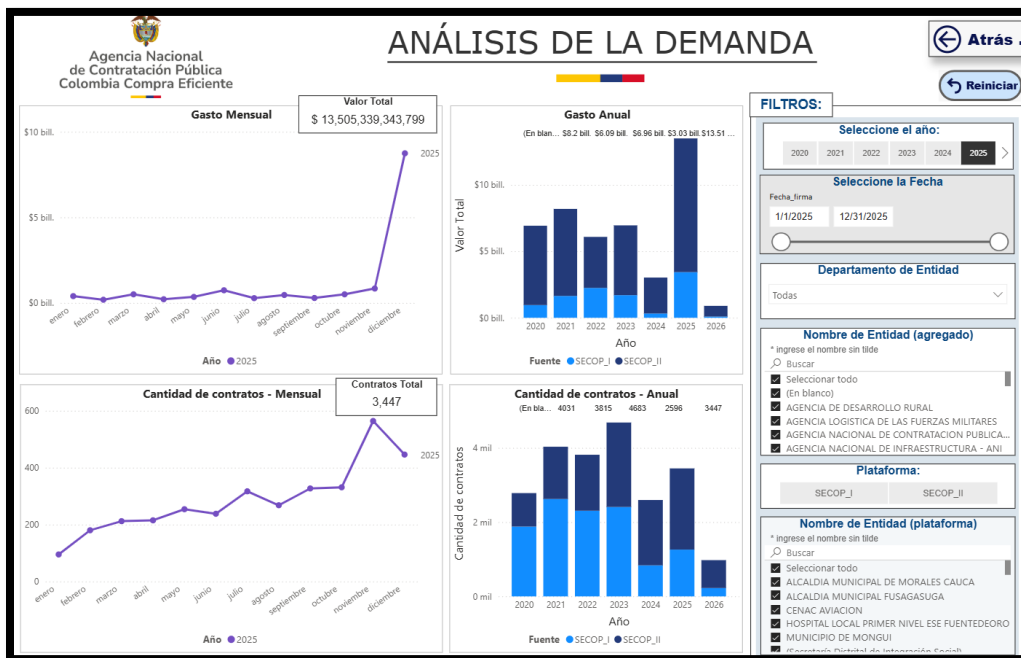 Agencia Nacional
de Contratación Pública
Colombia Compra Eficiente
ANÁLISIS DE LA DEMANDA
Atrás .
Reiniciar
Gasto Mensual
Valor Total
$ 13,505,339,343,799
$10 bill.
$5 bill.
$0 bill.
2025
enero
febrero
marzo
abril
mayo
junio
julio
agosto
septiembre
octubre
noviembre
diciembre
Año 2025
Gasto Anual
(En blan... $8.2 bill. $6.09 bill. $6.96 bill. $3.03 bill. $13.51 ...
Valor Total
$10 bill.
$5 bill.
$0 bill.
2020 2021 2022 2023 2024 2025 2026
Año
Fuente SECOP_I SECOP_II
Cantidad de contratos - Mensual
Contratos Total
3,447
600
400
200
0
2025
enero
febrero
marzo
abril
mayo
junio
julio
agosto
septiembre
octubre
noviembre
diciembre
Año 2025
Cantidad de contratos - Anual
(En bla... 4031 3815 4683 2596 3447
Cantidad de contratos
4 mil
2 mil
0 mil
2020 2021 2022 2023 2024 2025 2026
Año
Fuente SECOP_I SECOP_II
FILTROS:
Seleccione el año:
2020 2021 2022 2023 2024 2025
Seleccione la Fecha
Fecha_firma
1/1/2025 12/31/2025
Departamento de Entidad
Todas
Nombre de Entidad (agregado)
* ingrese el nombre sin tilde
Buscar
Seleccionar todo
(En blanco)
AGENCIA DE DESARROLLO RURAL
AGENCIA LOGISTICA DE LAS FUERZAS MILITARES
AGENCIA NACIONAL DE CONTRATACION PUBLICA...
AGENCIA NACIONAL DE INFRAESTRUCTURA - ANI
Plataforma:
SECOP_I SECOP_II
Nombre de Entidad (plataforma)
* ingrese el nombre sin tilde
Buscar
Seleccionar todo
ALCALDIA MUNICIPAL DE MORALES CAUCA
ALCALDIA MUNICIPAL FUSAGASUGA
CENAC AVIACION
HOSPITAL LOCAL PRIMER NIVEL ESE FUENTEDEORO
MUNICIPIO DE MONGUI
(Secretaría Distrital de Integración Social)